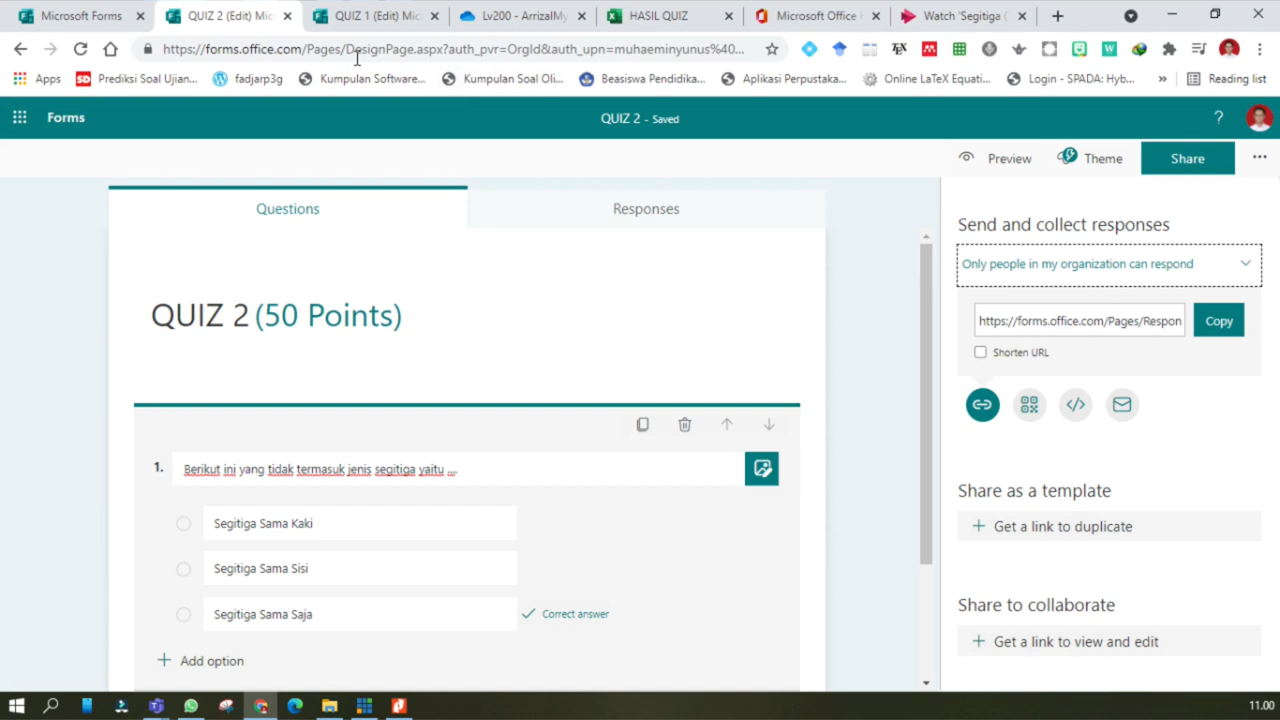 Microsoft Forms
QUIZ 2 (Edit) Mic
QUIZ 1 (Edit) Mic
Lv200 - ArrizalMy
HASIL QUIZ
Microsoft Office H
Watch 'Segitiga (
https://forms.office.com/Pages/DesignPage.aspx?auth_pvr=OrgId&auth_upn=muhaeminyunus%40...
Apps
Prediksi Soal Ujian...
fadjarp3g
Kumpulan Software...
Kumpulan Soal Oli...
Beasiswa Pendidika...
Aplikasi Perpustaka...
Online LaTeX Equati...
Login - SPADA: Hyb...
»
Reading list
Forms
QUIZ 2 - Saved
?
Preview
Theme
Share
Questions
Responses
Send and collect responses
Only people in my organization can respond
https://forms.office.com/Pages/Respon
Copy
Shorten URL
QUIZ 2 (50 Points)
1.
Berikut ini yang tidak termasuk jenis segitiga yaitu ....
Segitiga Sama Kaki
Segitiga Sama Sisi
Segitiga Sama Saja
Correct answer
Add option
Share as a template
Get a link to duplicate
Share to collaborate
Get a link to view and edit
11.00